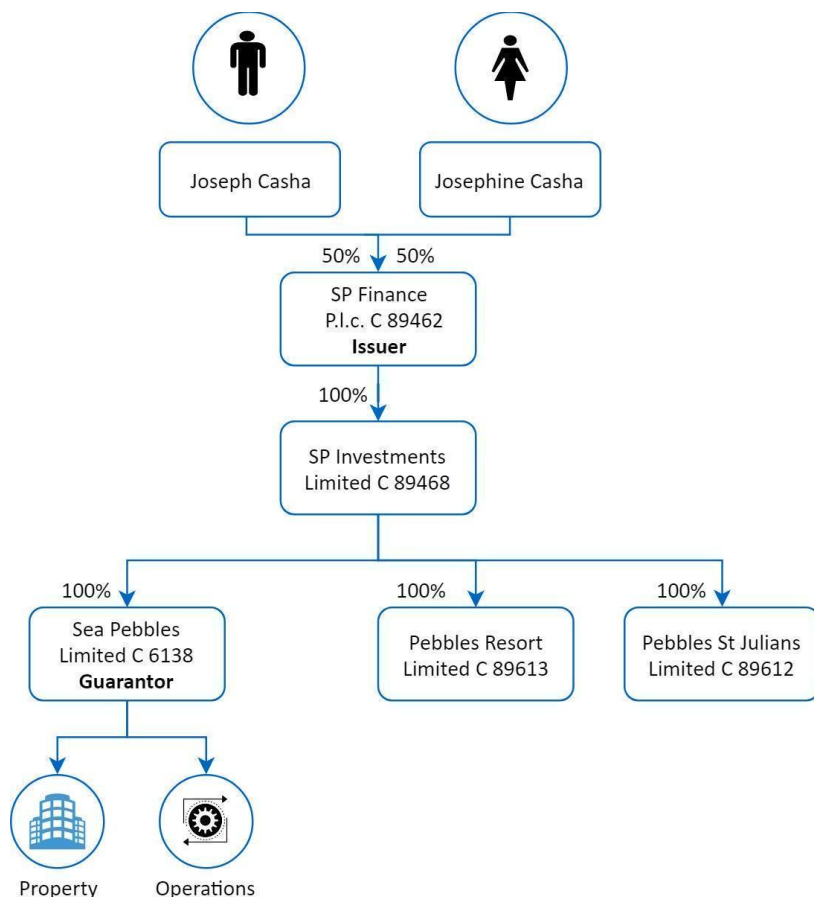 Joseph Casha
Josephine Casha
50% 50%
SP Finance
P.l.c. C 89462
Issuer
100%
SP Investments
Limited C 89468
100%
Sea Pebbles
Limited C 6138
Guarantor
100%
Pebbles Resort
Limited C 89613
100%
Pebbles St Julians
Limited C 89612
Property
Operations